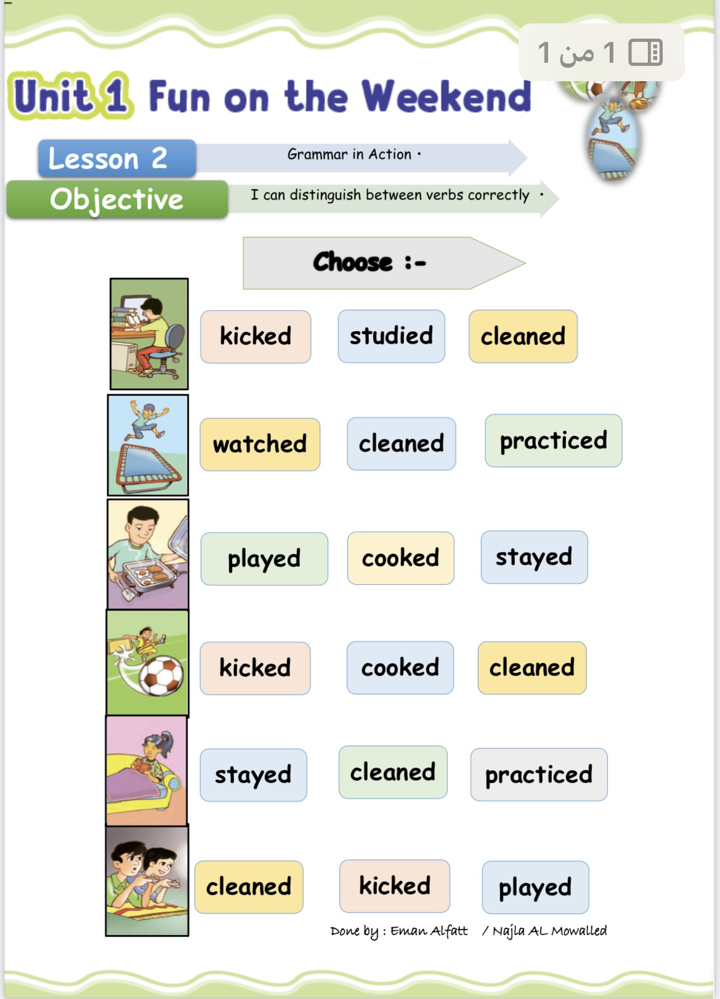 1 من 1
Unit 1 Fun on the Weekend
Lesson 2
Grammar in Action •
Objective
I can distinguish between verbs correctly •
Choose :-
kicked studied cleaned
watched cleaned practiced
played cooked stayed
kicked cooked cleaned
stayed cleaned practiced
cleaned kicked played
Done by : Eman Alfatt / Najla AL Mowalled